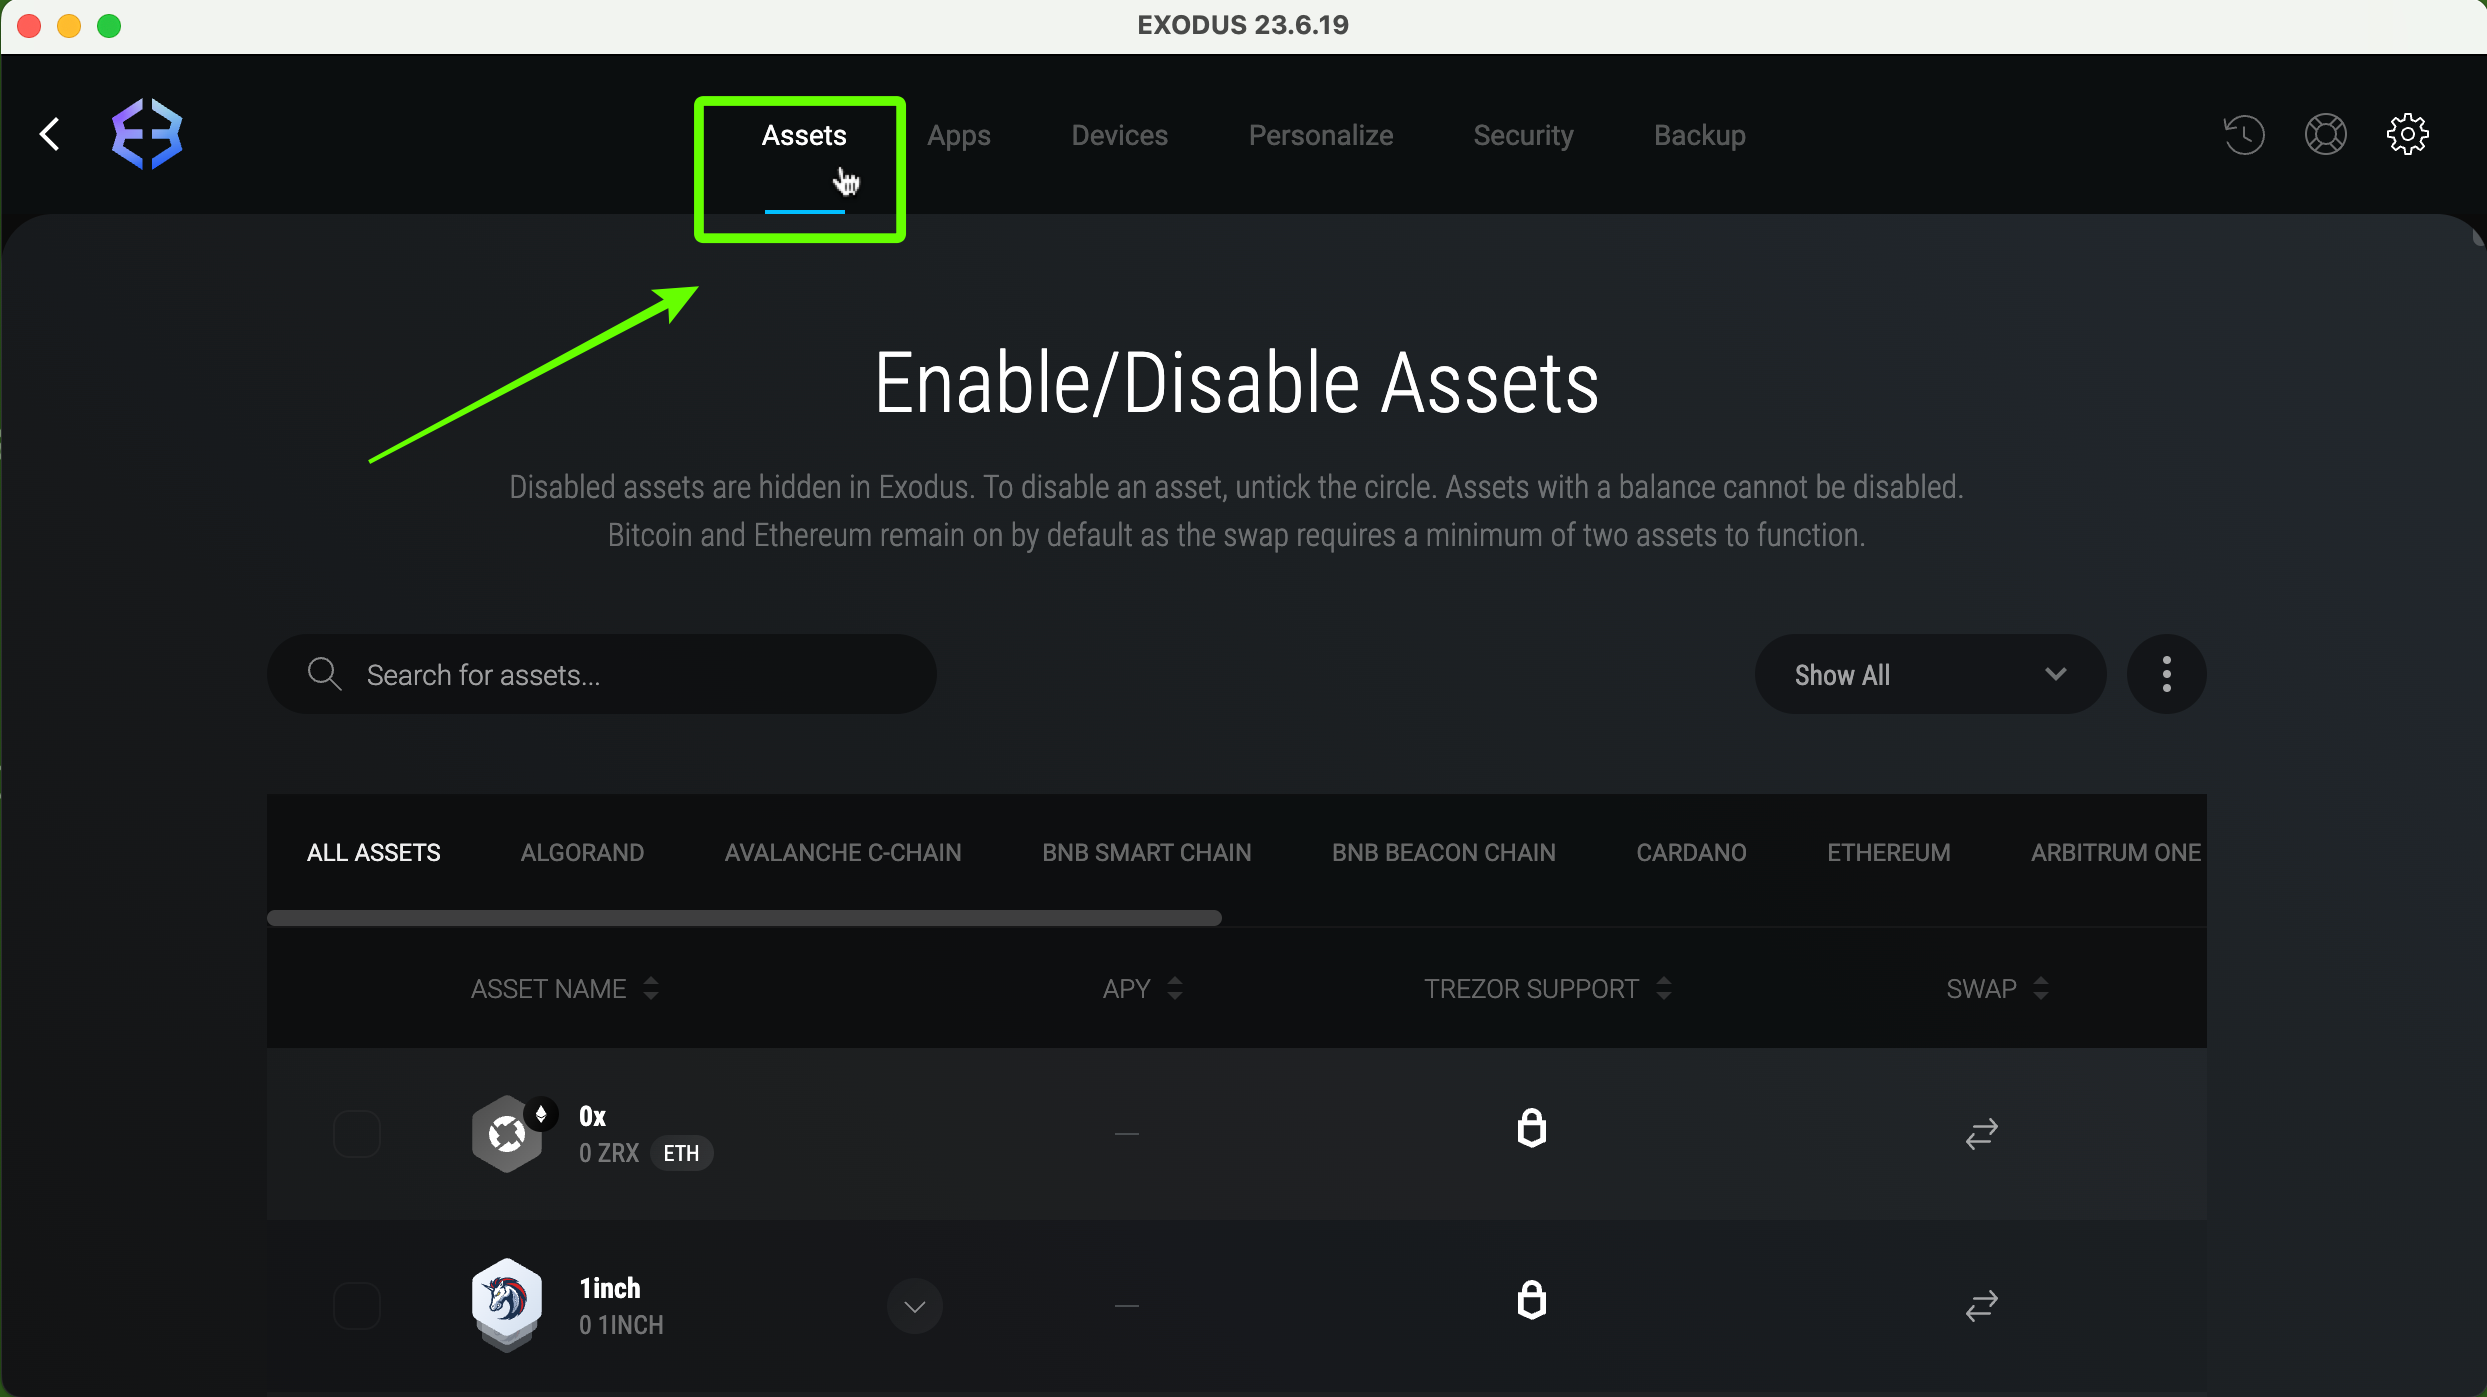 EXODUS 23.6.19
Assets Apps Devices Personalize Security Backup
Enable/Disable Assets
Disabled assets are hidden in Exodus. To disable an asset, untick the circle. Assets with a balance cannot be disabled.
Bitcoin and Ethereum remain on by default as the swap requires a minimum of two assets to function.
Search for assets... Show All
ALL ASSETS ALGORAND AVALANCHE C-CHAIN BNB SMART CHAIN BNB BEACON CHAIN CARDANO ETHEREUM ARBITRUM ONE
ASSET NAME APY TREZOR SUPPORT SWAP
0x
0 ZRX ETH
1inch
0 1INCH